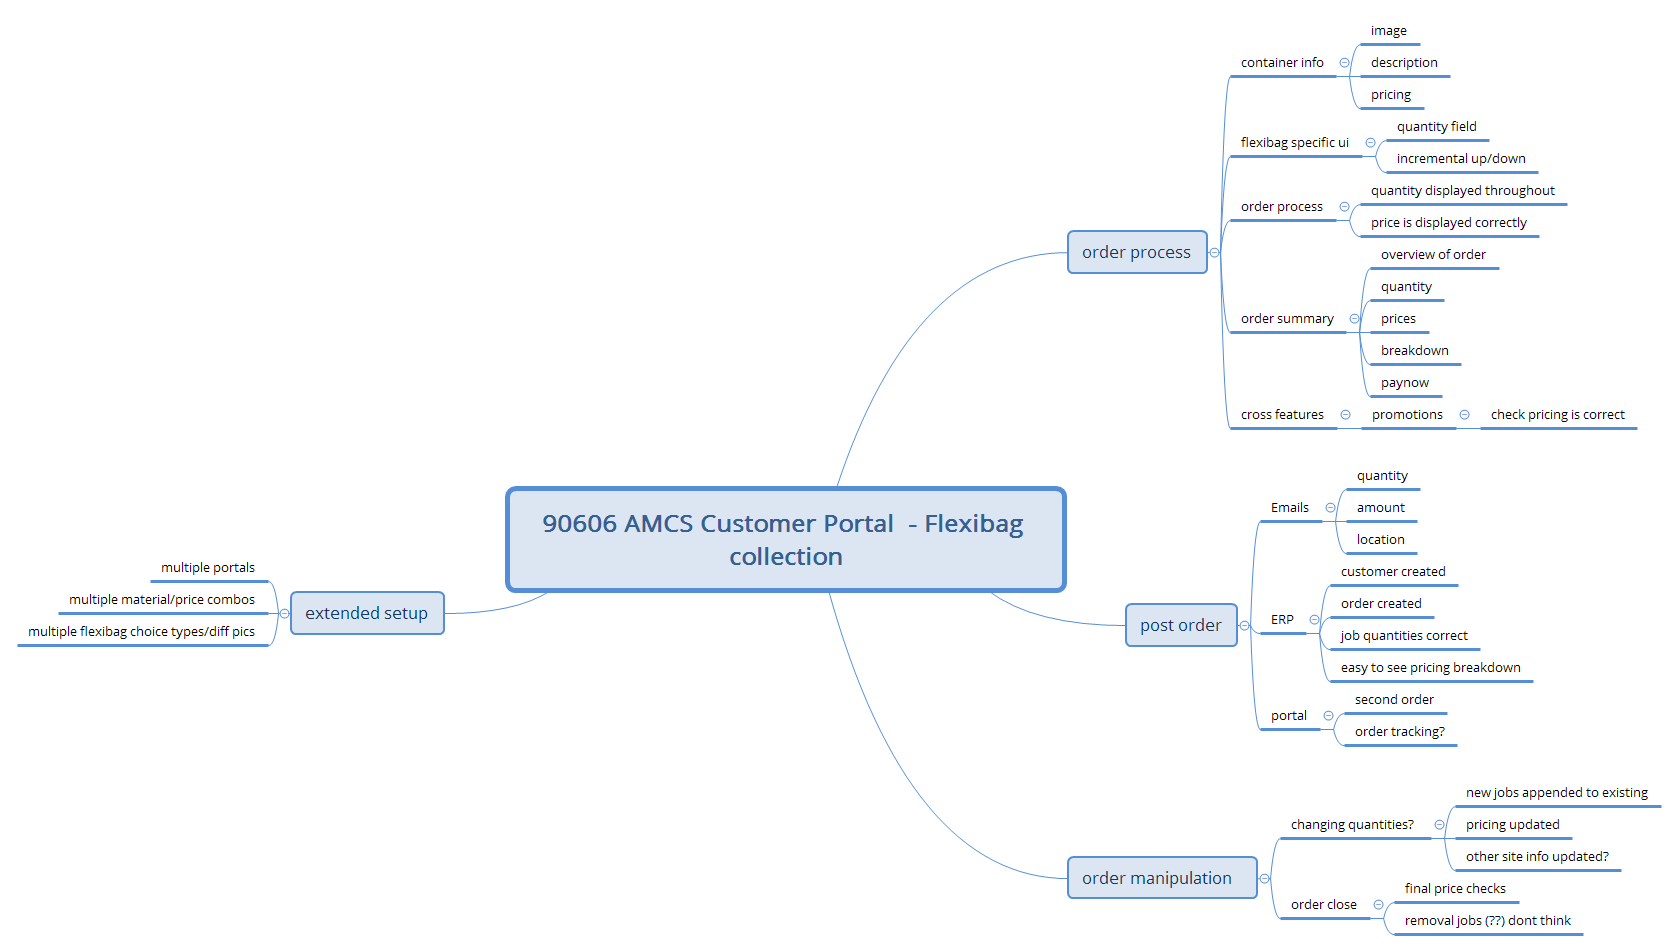 90606 AMCS Customer Portal  - Flexibag
collection
order process
container info
image
description
pricing
flexibag specific ui
quantity field
incremental up/down
order process
quantity displayed throughout
price is displayed correctly
order summary
overview of order
quantity
prices
breakdown
paynow
cross features
promotions
check pricing is correct
post order
Emails
quantity
amount
location
ERP
customer created
order created
job quantities correct
easy to see pricing breakdown
portal
second order
order tracking?
order manipulation
changing quantities?
new jobs appended to existing
pricing updated
other site info updated?
order close
final price checks
removal jobs (??) dont think
extended setup
multiple portals
multiple material/price combos
multiple flexibag choice types/diff pics